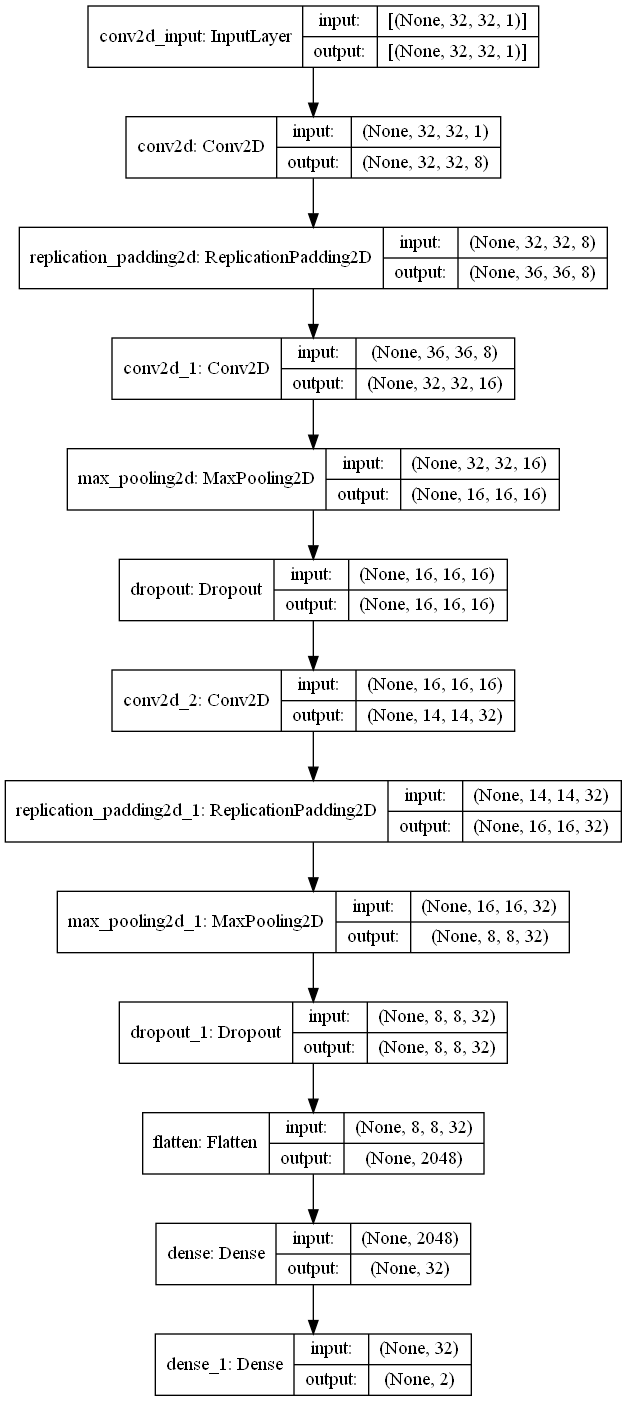 conv2d_input: InputLayer
input: [(None, 32, 32, 1)]
output: [(None, 32, 32, 1)]
conv2d: Conv2D
input: (None, 32, 32, 1)
output: (None, 32, 32, 8)
replication_padding2d: ReplicationPadding2D
input: (None, 32, 32, 8)
output: (None, 36, 36, 8)
conv2d_1: Conv2D
input: (None, 36, 36, 8)
output: (None, 32, 32, 16)
max_pooling2d: MaxPooling2D
input: (None, 32, 32, 16)
output: (None, 16, 16, 16)
dropout: Dropout
input: (None, 16, 16, 16)
output: (None, 16, 16, 16)
conv2d_2: Conv2D
input: (None, 16, 16, 16)
output: (None, 14, 14, 32)
replication_padding2d_1: ReplicationPadding2D
input: (None, 14, 14, 32)
output: (None, 16, 16, 32)
max_pooling2d_1: MaxPooling2D
input: (None, 16, 16, 32)
output: (None, 8, 8, 32)
dropout_1: Dropout
input: (None, 8, 8, 32)
output: (None, 8, 8, 32)
flatten: Flatten
input: (None, 8, 8, 32)
output: (None, 2048)
dense: Dense
input: (None, 2048)
output: (None, 32)
dense_1: Dense
input: (None, 32)
output: (None, 2)